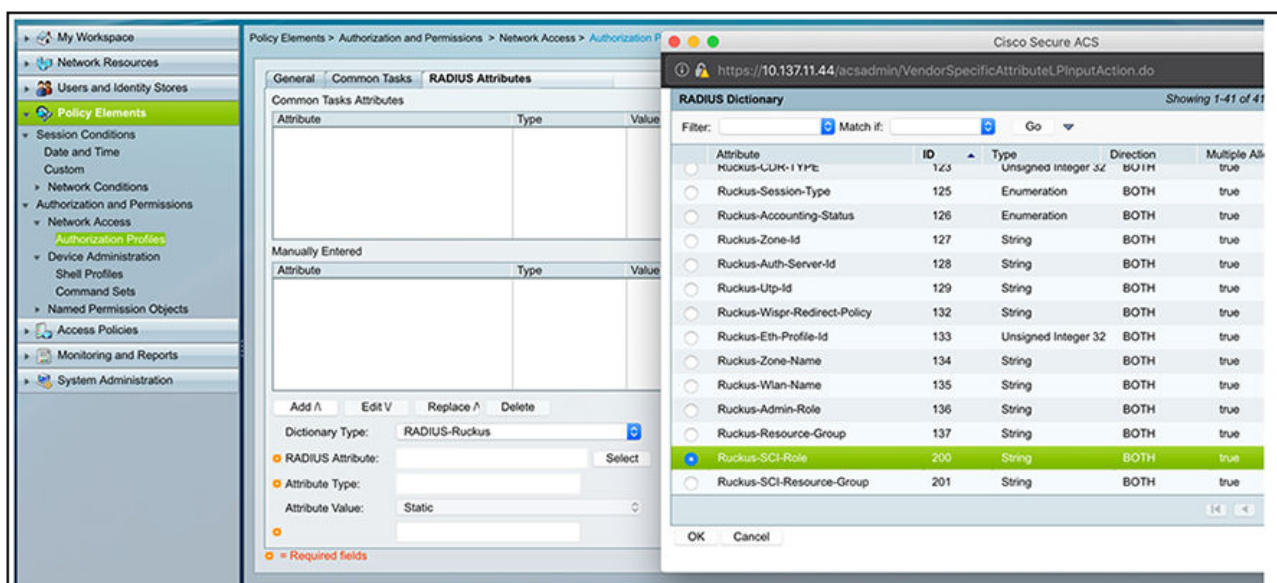 My Workspace
Network Resources
Users and Identity Stores
Policy Elements
Session Conditions
Date and Time
Custom
Network Conditions
Authorization and Permissions
Network Access
Authorization Profiles
Device Administration
Shell Profiles
Command Sets
Named Permission Objects
Access Policies
Monitoring and Reports
System Administration
Policy Elements > Authorization and Permissions > Network Access > Authorization P
General Common Tasks RADIUS Attributes
Common Tasks Attributes
Attribute Type Value
Manually Entered
Attribute Type Value
Add /\ Edit \/ Replace /\ Delete
Dictionary Type: RADIUS-Ruckus
RADIUS Attribute: Select
Attribute Type:
Attribute Value: Static
= Required fields
Cisco Secure ACS
https://10.137.11.44/acsadmin/VendorSpecificAttributeLPInputAction.do
RADIUS Dictionary Showing 1-41 of 41
Filter: Match if: Go
Attribute ID Type Direction Multiple All
Ruckus-CDR-TYPE 123 Unsigned Integer 32 BOTH true
Ruckus-Session-Type 125 Enumeration BOTH true
Ruckus-Accounting-Status 126 Enumeration BOTH true
Ruckus-Zone-Id 127 String BOTH true
Ruckus-Auth-Server-Id 128 String BOTH true
Ruckus-Utp-Id 129 String BOTH true
Ruckus-Wispr-Redirect-Policy 132 String BOTH true
Ruckus-Eth-Profile-Id 133 Unsigned Integer 32 BOTH true
Ruckus-Zone-Name 134 String BOTH true
Ruckus-Wlan-Name 135 String BOTH true
Ruckus-Admin-Role 136 String BOTH true
Ruckus-Resource-Group 137 String BOTH true
Ruckus-SCI-Role 200 String BOTH true
Ruckus-SCI-Resource-Group 201 String BOTH true
OK Cancel